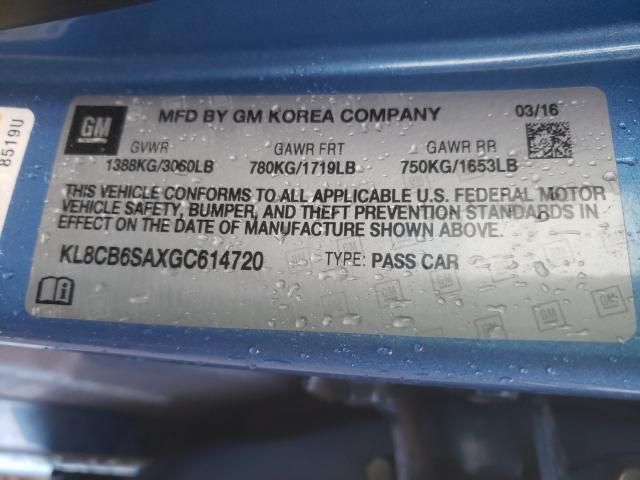 GM
MFD BY GM KOREA COMPANY 03/16
GVWR GAWR FRT GAWR RR
1388KG/3060LB 780KG/1719LB 750KG/1653LB
THIS VEHICLE CONFORMS TO ALL APPLICABLE U.S. FEDERAL MOTOR
VEHICLE SAFETY, BUMPER, AND THEFT PREVENTION STANDARDS IN
EFFECT ON THE DATE OF MANUFACTURE SHOWN ABOVE.
KL8CB6SAXGC614720 TYPE: PASS CAR
8519U